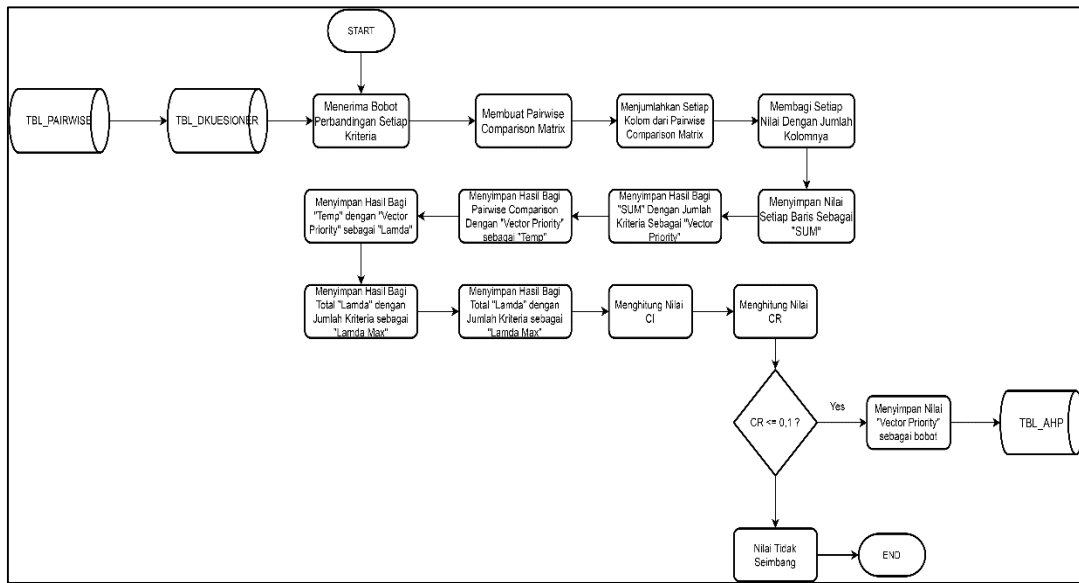 START
TBL_PAIRWISE
TBL_DKUESIONER
Menerima Bobot
Perbandingan Setiap
Kriteria
Membuat Pairwise
Comparison Matrix
Menjumlahkan Setiap
Kolom dari Pairwise
Comparison Matrix
Membagi Setiap
Nilai Dengan Jumlah
Kolomnya
Menyimpan Nilai
Setiap Baris Sebagai
"SUM"
Menyimpan Hasil Bagi
"SUM" Dengan Jumlah
Kriteria Sebagai "Vector
Priority"
Menyimpan Hasil Bagi
Pairwise Comparison
Dengan "Vector Priority"
sebagai "Temp"
Menyimpan Hasil Bagi
"Temp" dengan "Vector
Priority" sebagai "Lamda"
Menyimpan Hasil Bagi
Total "Lamda" dengan
Jumlah Kriteria sebagai
"Lamda Max"
Menyimpan Hasil Bagi
Total "Lamda" dengan
Jumlah Kriteria sebagai
"Lamda Max"
Menghitung Nilai
CI
Menghitung Nilai
CR
CR <= 0,1 ?
Yes
Menyimpan Nilai
"Vector Priority"
sebagai bobot
TBL_AHP
Nilai Tidak
Seimbang
END